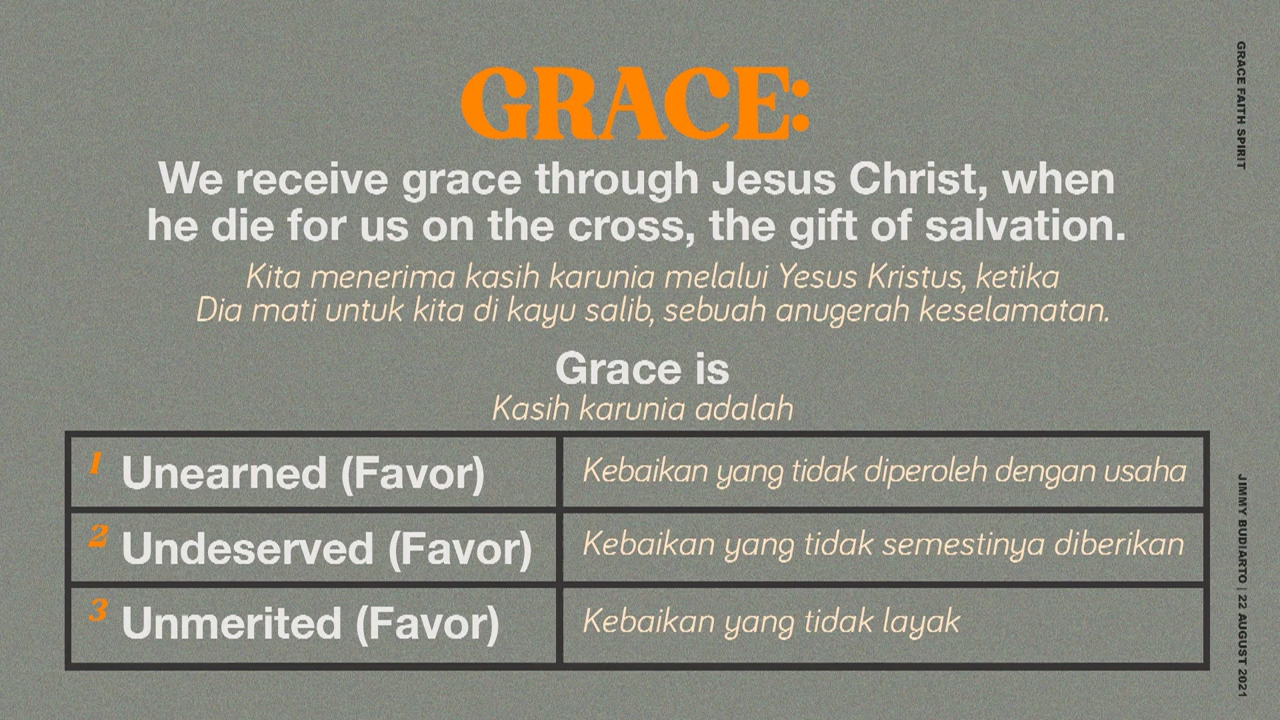 GRACE:
We receive grace through Jesus Christ, when
he die for us on the cross, the gift of salvation.
Kita menerima kasih karunia melalui Yesus Kristus, ketika
Dia mati untuk kita di kayu salib, sebuah anugerah keselamatan.
Grace is
Kasih karunia adalah
1 Unearned (Favor) Kebaikan yang tidak diperoleh dengan usaha
2 Undeserved (Favor) Kebaikan yang tidak semestinya diberikan
3 Unmerited (Favor) Kebaikan yang tidak layak
GRACE FAITH SPIRIT
JIMMY BUDIARTO | 22 AUGUST 2021